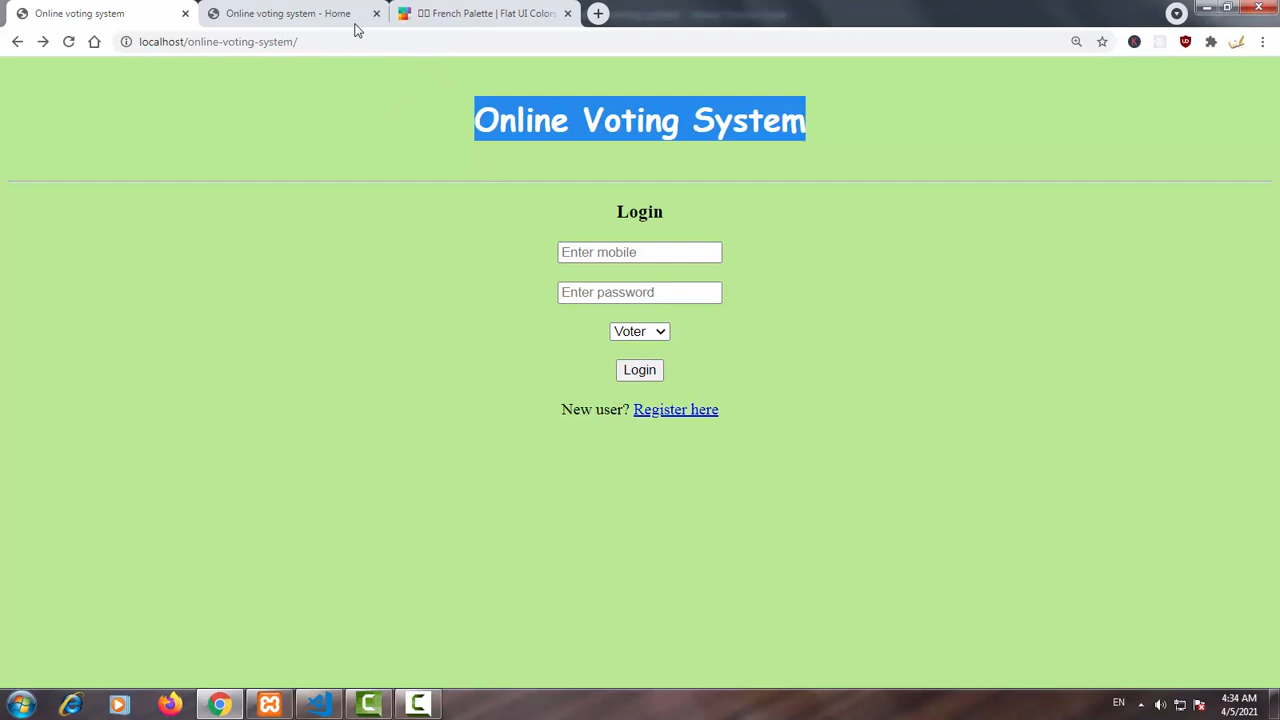 Online voting system
Online voting system - Home
French Palette | Flat UI Colors
localhost/online-voting-system/
Online Voting System
Login
Enter mobile
Enter password
Voter
Login
New user? Register here
EN
4:34 AM
4/5/2021